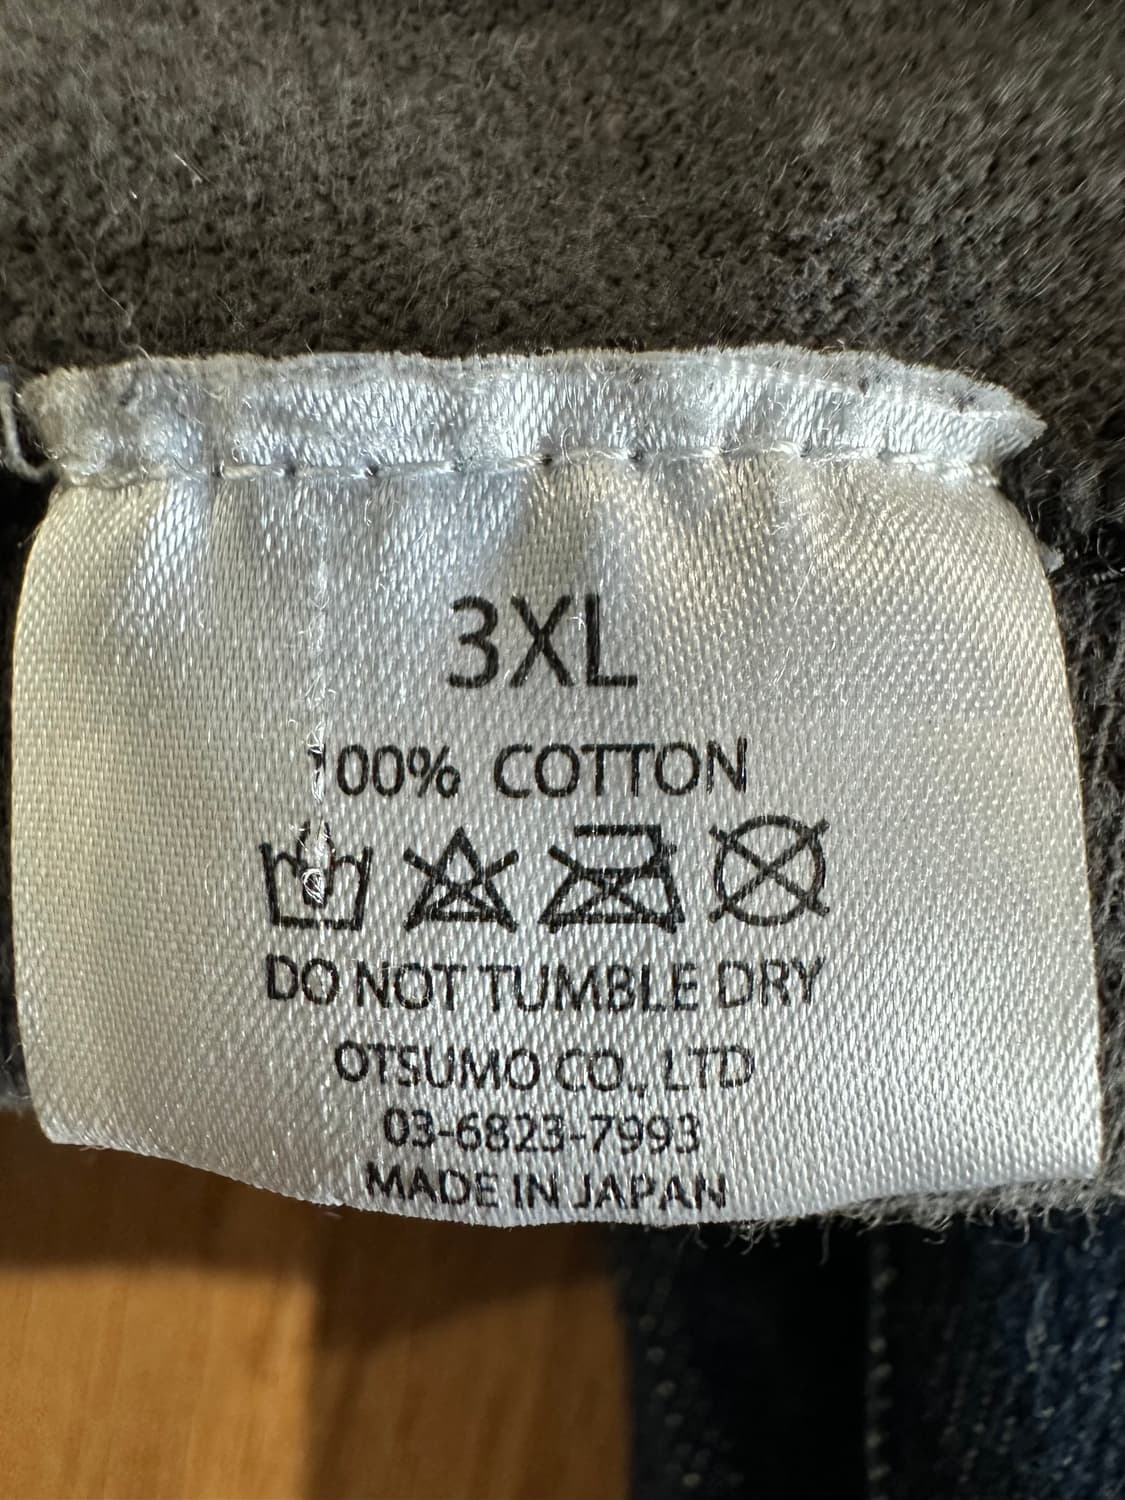 3XL
100% COTTON
DO NOT TUMBLE DRY
OTSUMO CO., LTD
03-6823-7993
MADE IN JAPAN